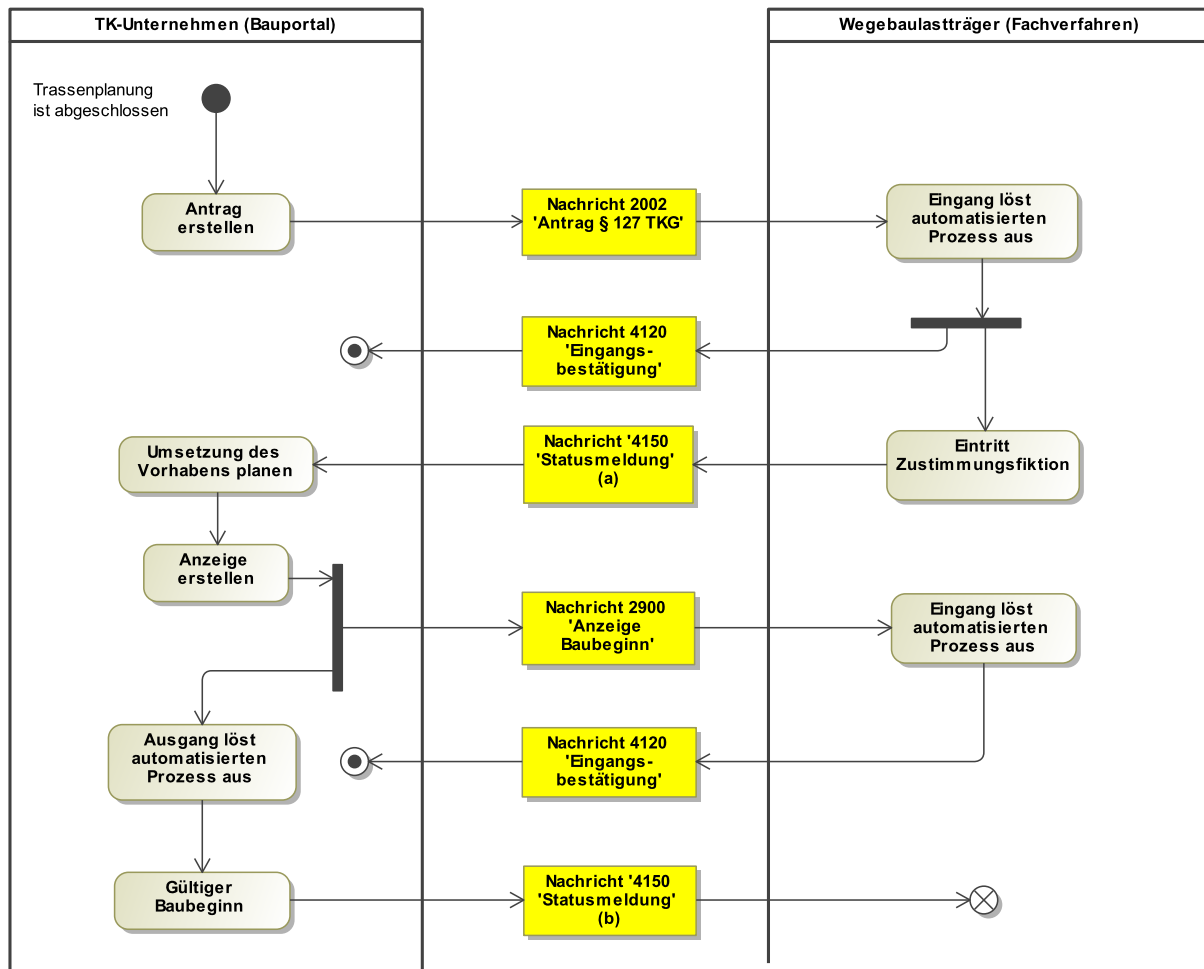 TK-Unternehmen (Bauportal)
Wegebaulastträger (Fachverfahren)
Trassenplanung
ist abgeschlossen
Antrag
erstellen
Nachricht 2002
'Antrag § 127 TKG'
Eingang löst
automatisierten
Prozess aus
Nachricht 4120
'Eingangs-
bestätigung'
Umsetzung des
Vorhabens planen
Nachricht '4150
'Statusmeldung'
(a)
Eintritt
Zustimmungsfiktion
Anzeige
erstellen
Nachricht 2900
'Anzeige
Baubeginn'
Eingang löst
automatisierten
Prozess aus
Ausgang löst
automatisierten
Prozess aus
Nachricht 4120
'Eingangs-
bestätigung'
Gültiger
Baubeginn
Nachricht '4150
'Statusmeldung'
(b)